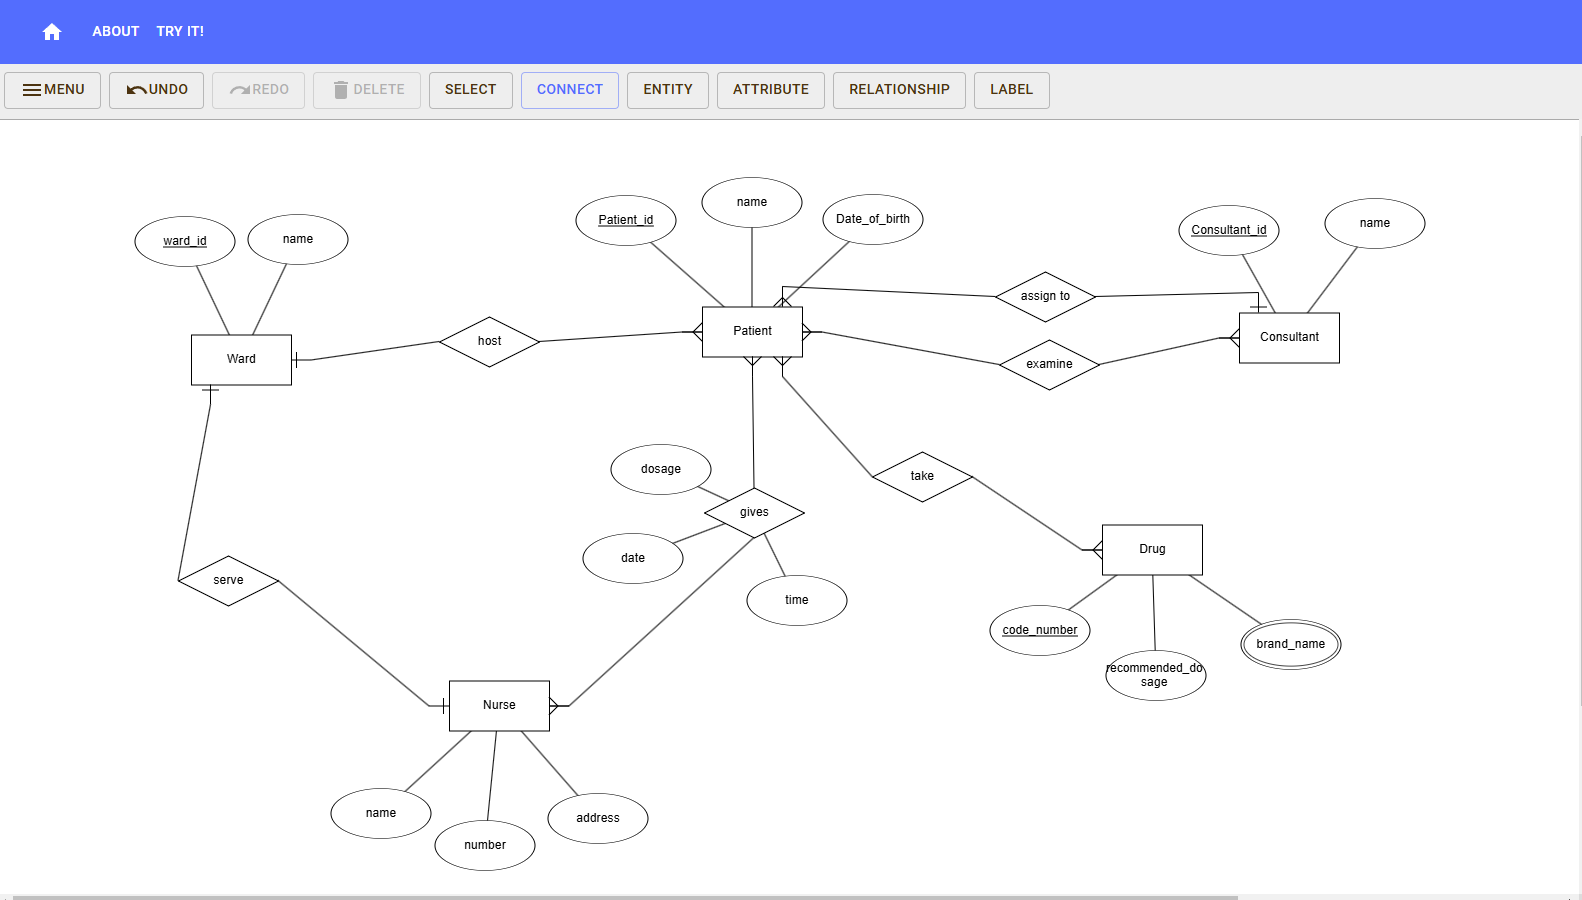 ABOUT TRY IT!
MENU UNDO REDO DELETE SELECT CONNECT ENTITY ATTRIBUTE RELATIONSHIP LABEL
ward_id
name
Patient_id
name
Date_of_birth
Consultant_id
name
assign to
Ward
host
Patient
examine
Consultant
dosage
gives
take
date
time
serve
Drug
code_number
recommended_do
sage
brand_name
Nurse
name
number
address